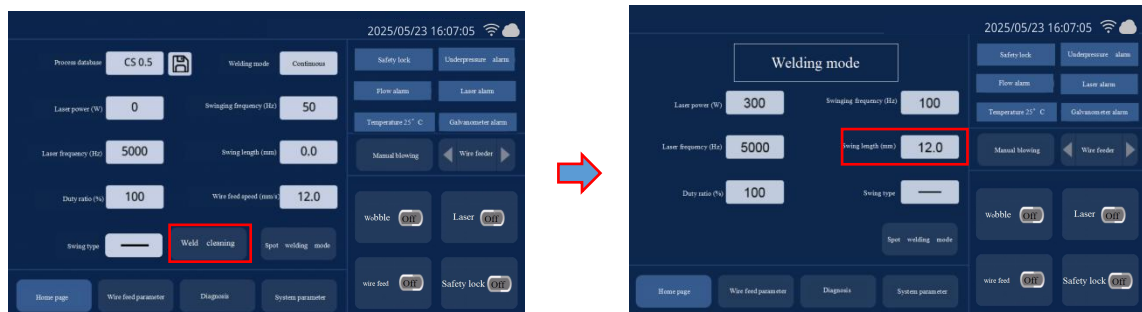 2025/05/23 16:07:05
Process database CS 0.5 Welding mode Continuous
Safety lock Underpressure alarm
Flow alarm Laser alarm
Laser power (W) 0 Swinging frequency (Hz) 50
Temperature 25° C Galvanometer alarm
Laser frequency (Hz) 5000 Swing length (mm) 0.0
Manual blowing Wire feeder
Duty ratio (%) 100 Wire feed speed (mm/s) 12.0
wobble Off Laser Off
Swing type Weld cleaning Spot welding mode
wire feed Off Safety lock Off
Home page Wire feed parameter Diagnosis System parameter
2025/05/23 16:07:05
Welding mode
Safety lock Underpressure alarm
Flow alarm Laser alarm
Laser power (W) 300 Swinging frequency (Hz) 100
Temperature 25° C Galvanometer alarm
Laser frequency (Hz) 5000 Swing length (mm) 12.0
Manual blowing Wire feeder
Duty ratio (%) 100 Swing type
wobble Off Laser Off
Spot welding mode
wire feed Off Safety lock Off
Home page Wire feed parameter Diagnosis System parameter